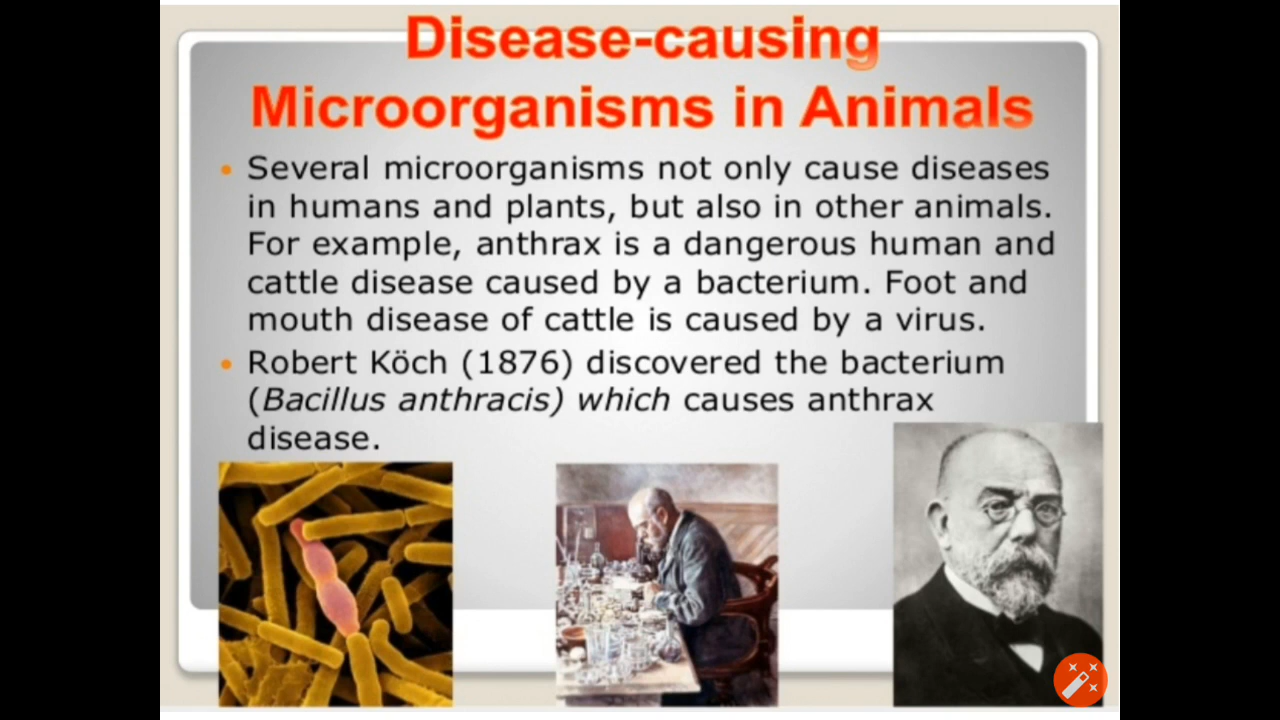 Disease-causing
Microorganisms in Animals
• Several microorganisms not only cause diseases
in humans and plants, but also in other animals.
For example, anthrax is a dangerous human and
cattle disease caused by a bacterium. Foot and
mouth disease of cattle is caused by a virus.
• Robert Köch (1876) discovered the bacterium
(Bacillus anthracis) which causes anthrax
disease.